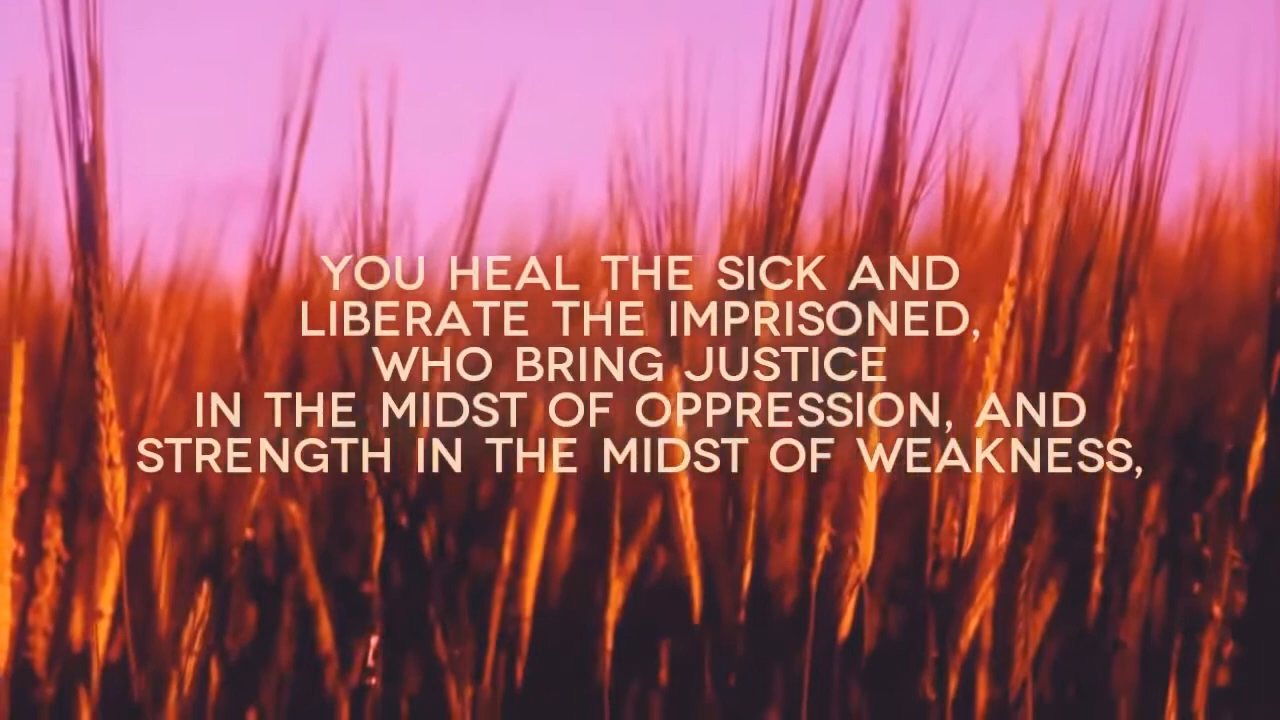 YOU HEAL THE SICK AND
LIBERATE THE IMPRISONED,
WHO BRING JUSTICE
IN THE MIDST OF OPPRESSION, AND
STRENGTH IN THE MIDST OF WEAKNESS,